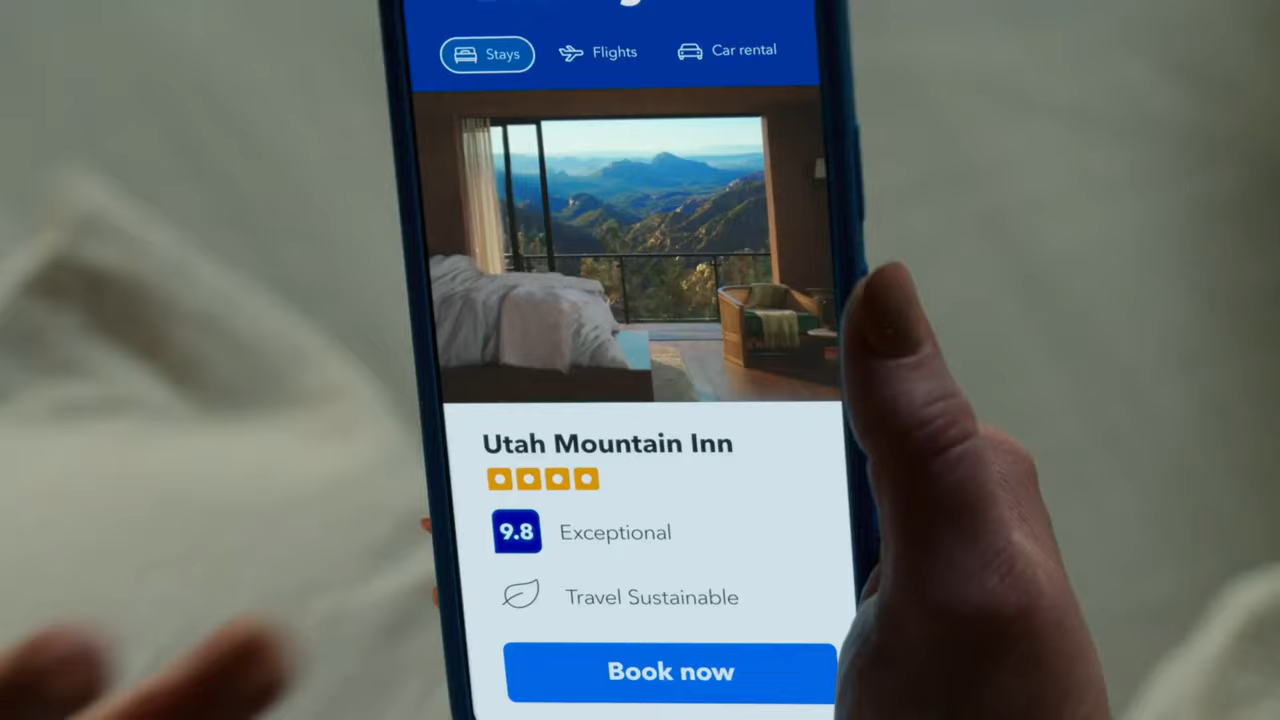 Stays
Flights
Car rental
Utah Mountain Inn
9.8
Exceptional
Travel Sustainable
Book now